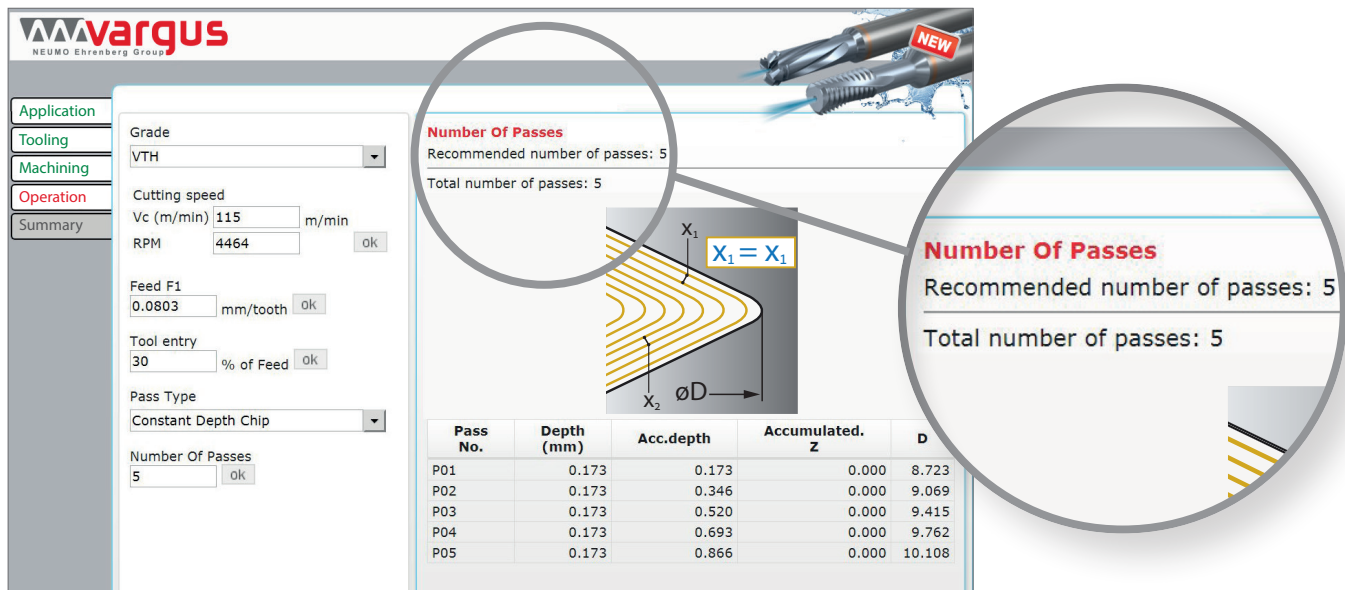 vargus
NEUMO Ehrenberg Group
NEW
Application
Tooling
Machining
Operation
Summary
Grade
VTH
Cutting speed
Vc (m/min) 115 m/min
RPM 4464 ok
Feed F1
0.0803 mm/tooth ok
Tool entry
30 % of Feed ok
Pass Type
Constant Depth Chip
Number Of Passes
5 ok
Number Of Passes
Recommended number of passes: 5
Total number of passes: 5
X₁
X₁ = X₁
X₂
øD
Pass No. Depth (mm) Acc.depth Accumulated. Z D
P01 0.173 0.173 0.000 8.723
P02 0.173 0.346 0.000 9.069
P03 0.173 0.520 0.000 9.415
P04 0.173 0.693 0.000 9.762
P05 0.173 0.866 0.000 10.108
Number Of Passes
Recommended number of passes: 5
Total number of passes: 5